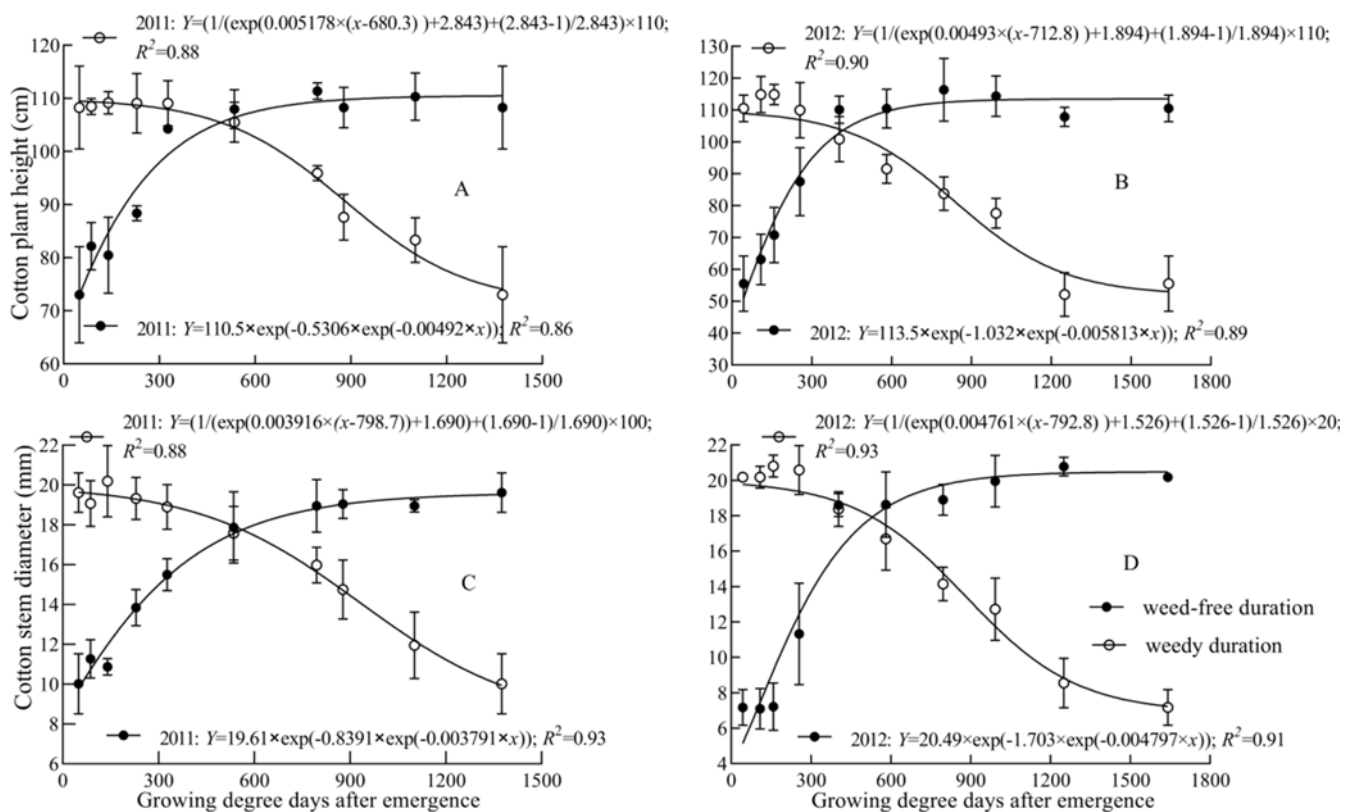 2011: Y=(1/(exp(0.005178×(x-680.3) )+2.843)+(2.843-1)/2.843)×110;
R²=0.88
120
110
100
90
80
70
60
Cotton plant height (cm)
A
2011: Y=110.5×exp(-0.5306×exp(-0.00492×x)); R²=0.86
0 300 600 900 1200 1500
2012: Y=(1/(exp(0.00493×(x-712.8) )+1.894)+(1.894-1)/1.894)×110;
R²=0.90
130
120
110
100
90
80
70
60
50
40
30
B
2012: Y=113.5×exp(-1.032×exp(-0.005813×x)); R²=0.89
0 300 600 900 1200 1500 1800
2011: Y=(1/(exp(0.003916×(x-798.7))+1.690)+(1.690-1)/1.690)×100;
R²=0.88
22
20
18
16
14
12
10
8
6
Cotton stem diameter (mm)
C
2011: Y=19.61×exp(-0.8391×exp(-0.003791×x)); R²=0.93
0 300 600 900 1200 1500
Growing degree days after emergence
2012: Y=(1/(exp(0.004761×(x-792.8) )+1.526)+(1.526-1)/1.526)×20;
R²=0.93
22
20
18
16
14
12
10
8
6
4
D
weed-free duration
weedy duration
2012: Y=20.49×exp(-1.703×exp(-0.004797×x)); R²=0.91
0 300 600 900 1200 1500 1800
Growing degree days after emergence